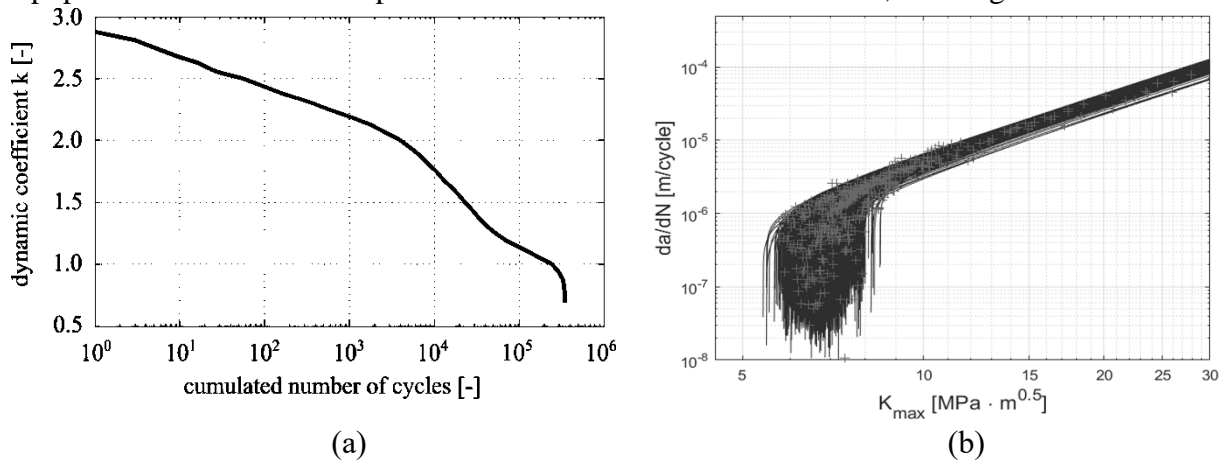 3.0
2.5
2.0
1.5
1.0
0.5
dynamic coefficient k [-]
10^0 10^1 10^2 10^3 10^4 10^5 10^6
cumulated number of cycles [-]
(a)
10^-4
10^-5
10^-6
10^-7
10^-8
da/dN [m/cycle]
5 10 15 20 25 30
K_max [MPa · m^0.5]
(b)